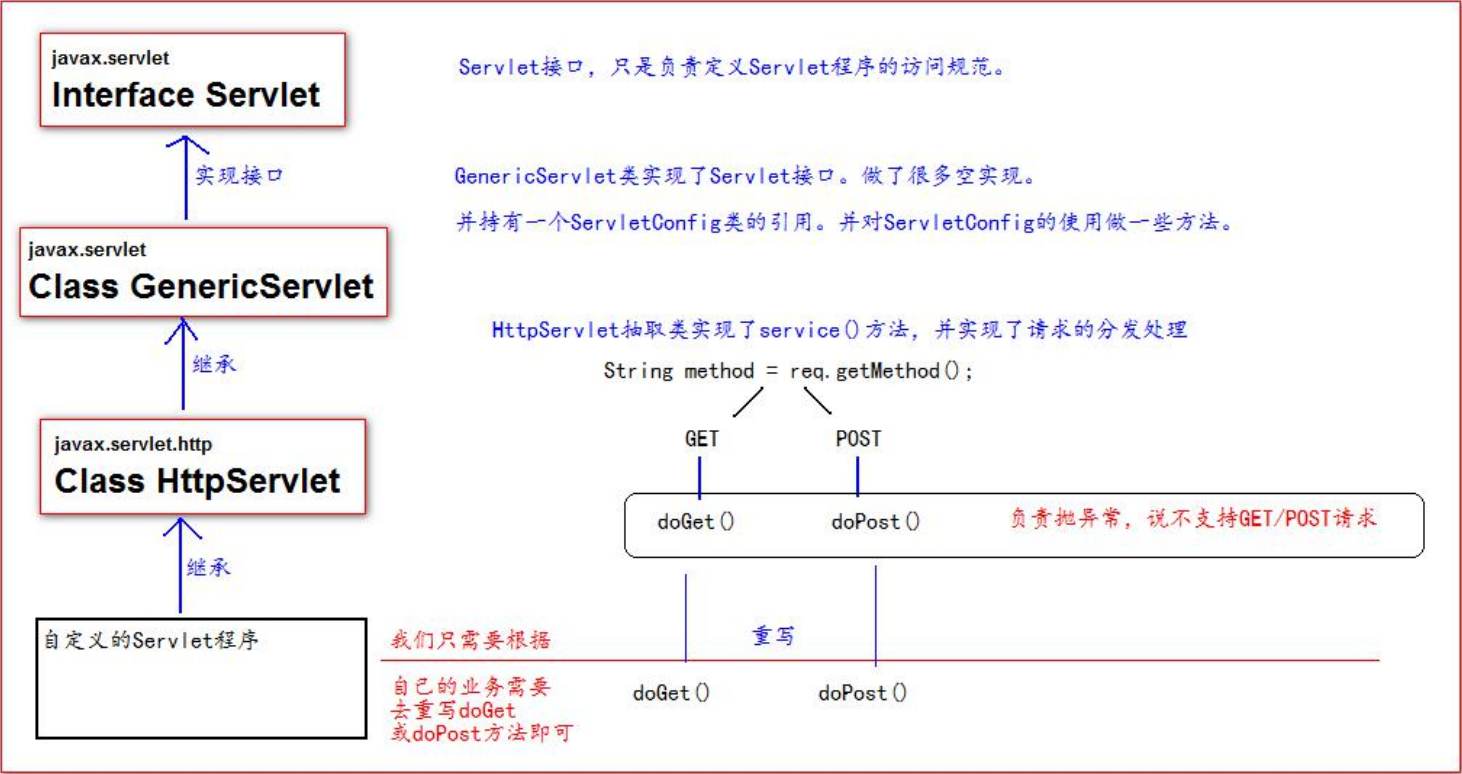 javax.servlet
Interface Servlet
Servlet接口，只是负责定义Servlet程序的访问规范。
实现接口
GenericServlet类实现了Servlet接口。做了很多空实现。
并持有一个ServletConfig类的引用。并对ServletConfig的使用做一些方法。
javax.servlet
Class GenericServlet
继承
HttpServlet抽取类实现了service()方法，并实现了请求的分发处理
String method = req.getMethod();
GET
POST
javax.servlet.http
Class HttpServlet
doGet()
doPost()
负责抛异常，说不支持GET/POST请求
继承
自定义的Servlet程序
我们只需要根据
自己的业务需要
去重写doGet
或doPost方法即可
重写
doGet()
doPost()